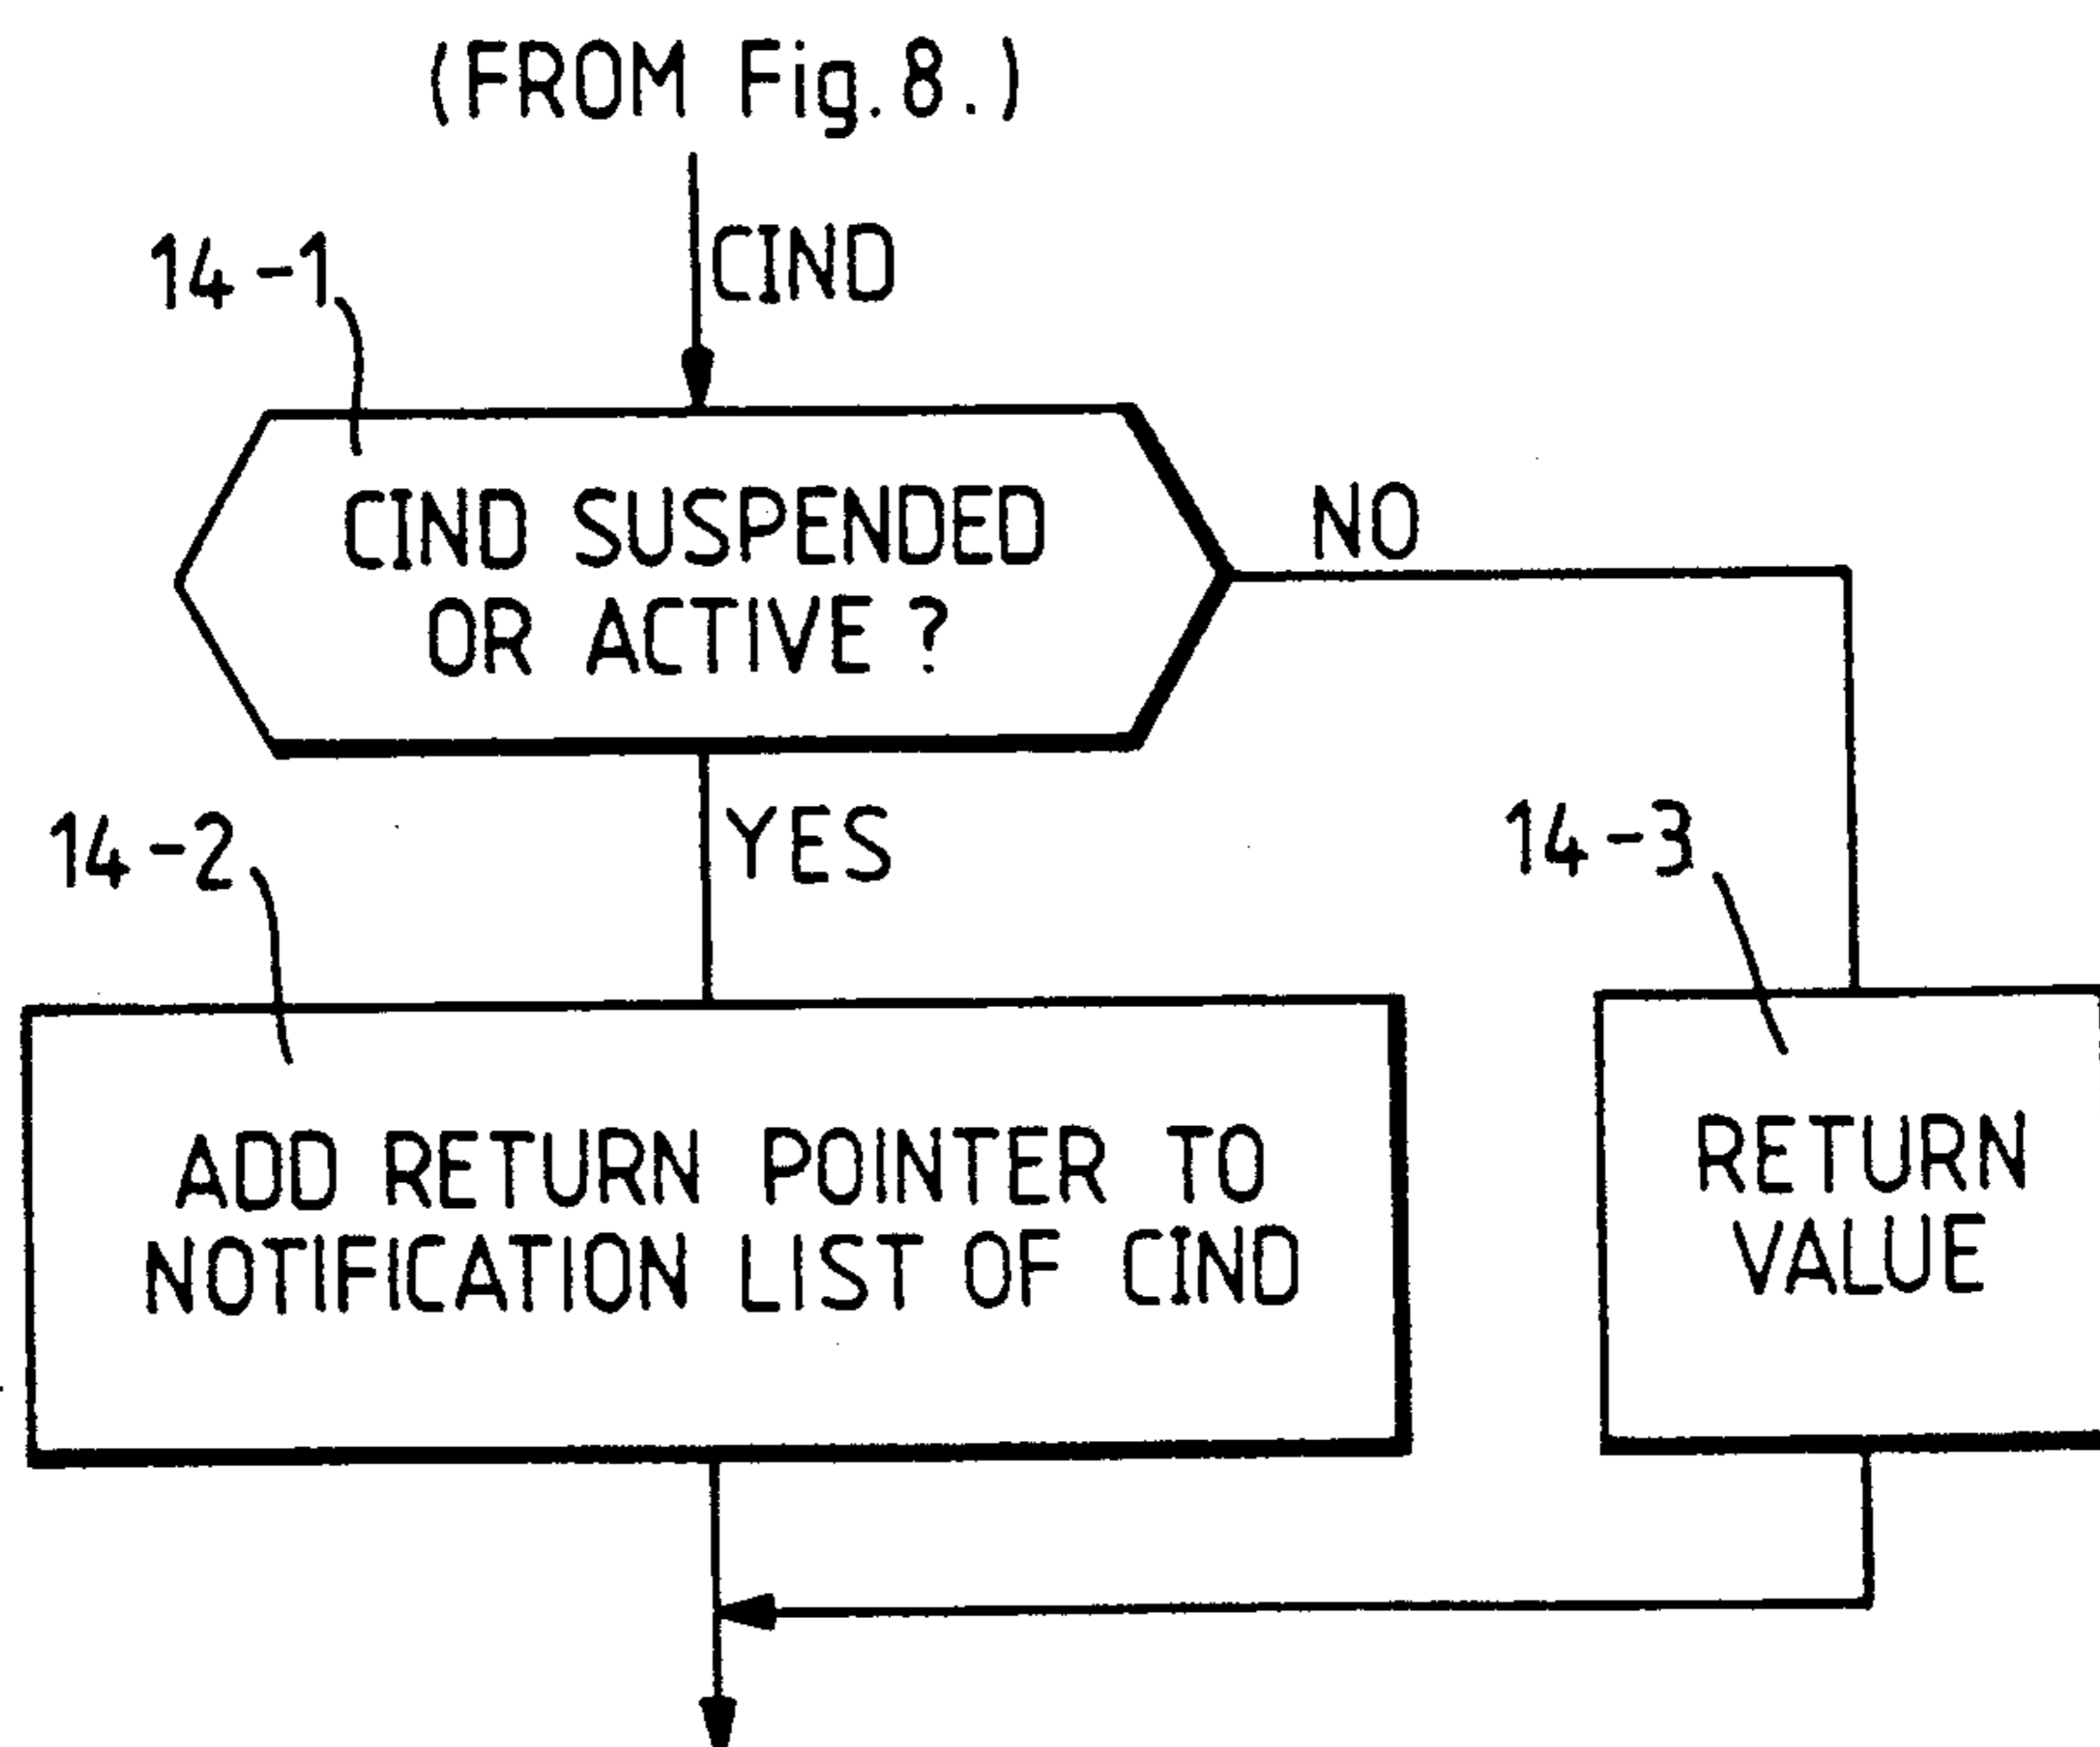 (FROM Fig.8.)
CIND
14-1
CIND SUSPENDED
OR ACTIVE ?
NO
YES
14-2
14-3
ADD RETURN POINTER TO
NOTIFICATION LIST OF CIND
RETURN
VALUE